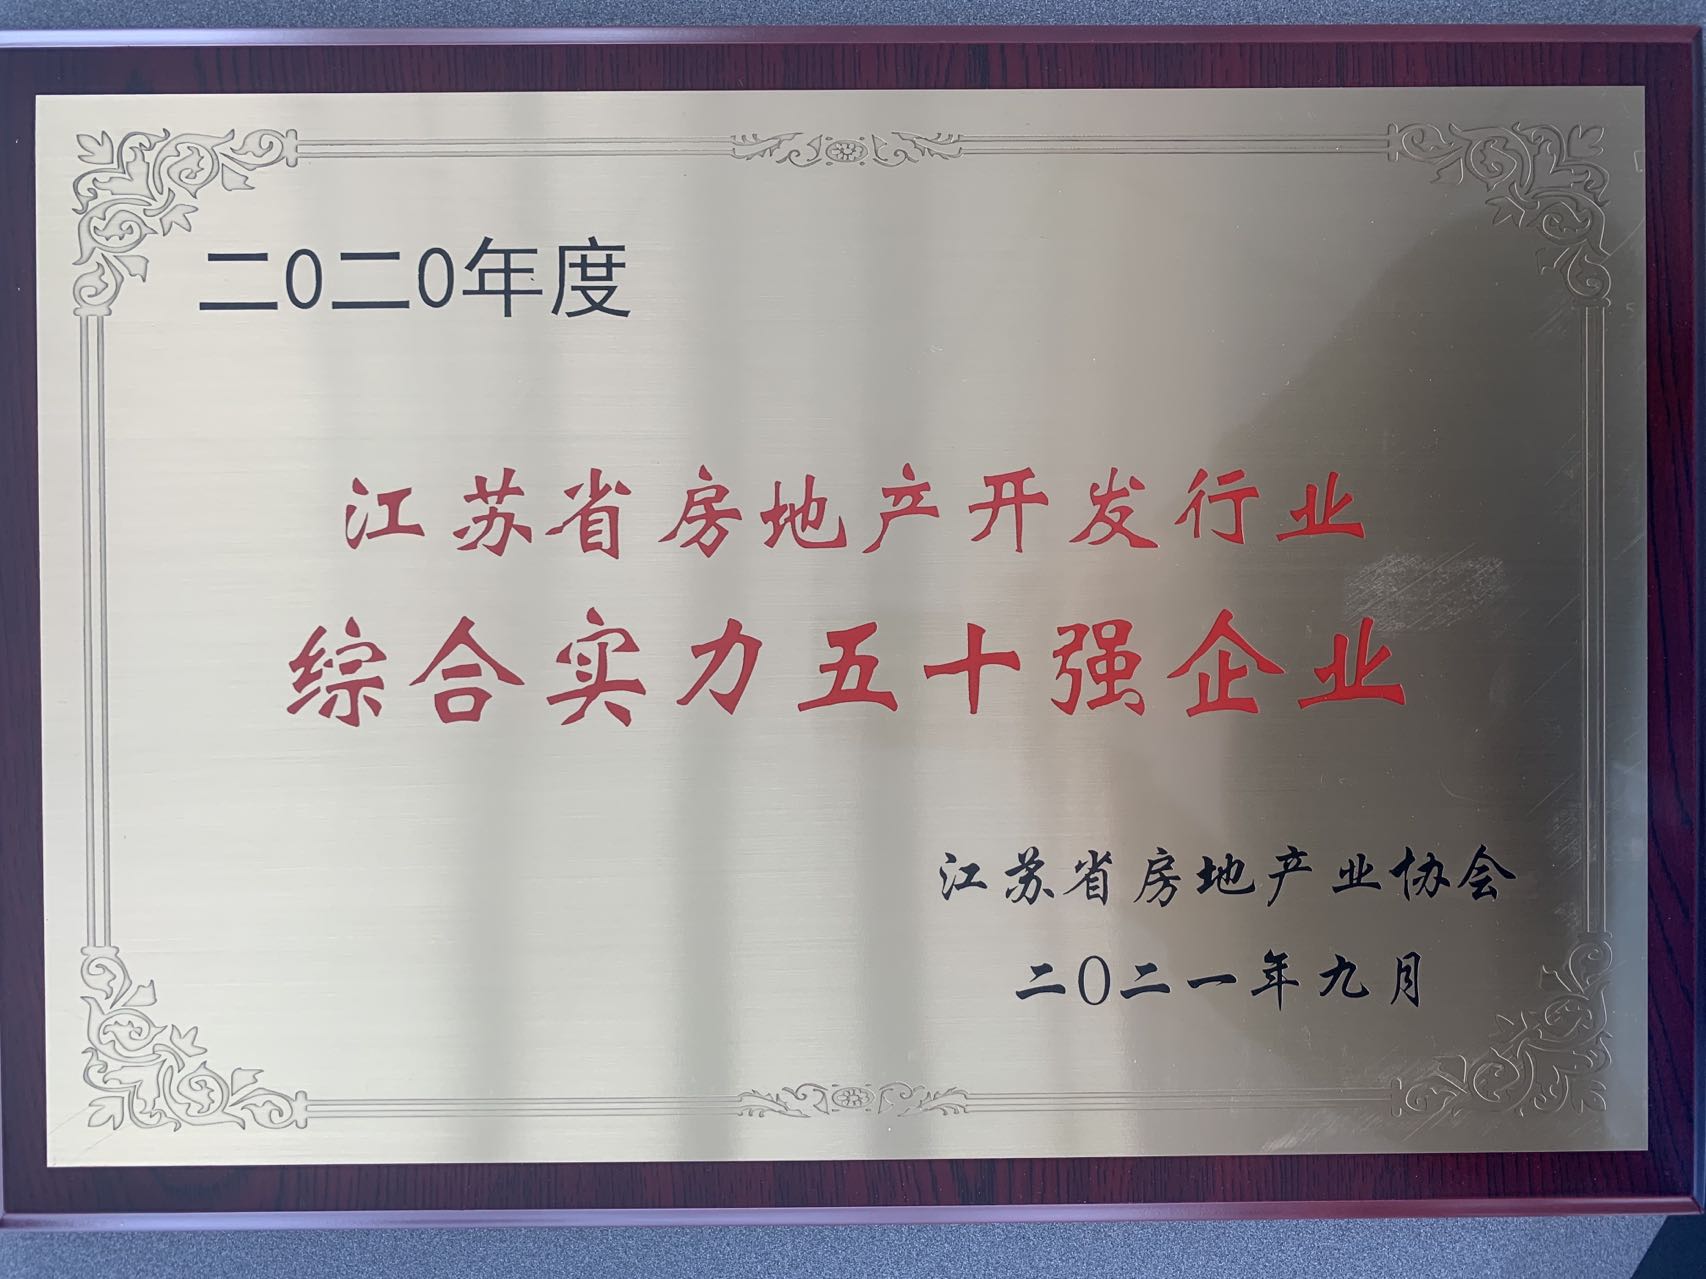 二0二0年度
江苏省房地产开发行业
综合实力五十强企业
江苏省房地产业协会
二〇二一年九月